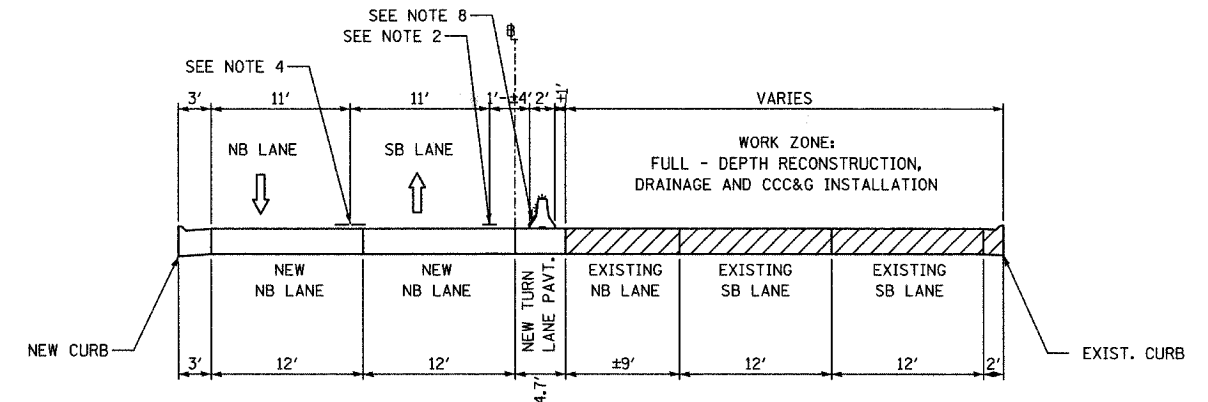 SEE NOTE 8
SEE NOTE 2
SEE NOTE 4
B
3'
11'
11'
1'-±4'
2'
±1'
VARIES
NB LANE
SB LANE
WORK ZONE:
FULL - DEPTH RECONSTRUCTION,
DRAINAGE AND CCC&G INSTALLATION
NEW
NB LANE
NEW
NB LANE
NEW TURN
LANE PAVT.
EXISTING
NB LANE
EXISTING
SB LANE
EXISTING
SB LANE
NEW CURB
EXIST. CURB
3'
12'
12'
4.7'
±9'
12'
12'
2'